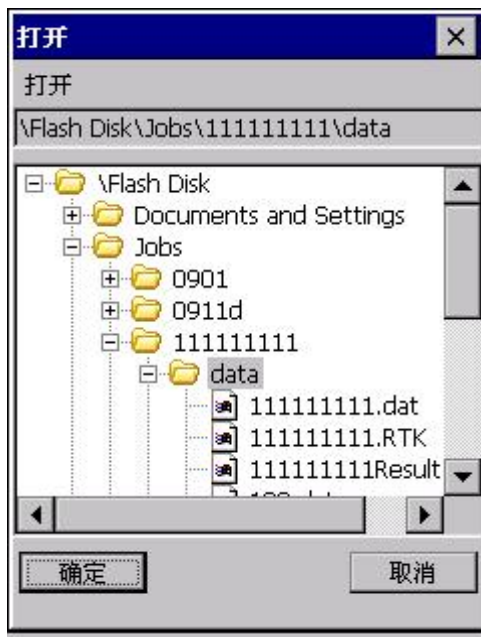 打开
打开
\Flash Disk\Jobs\111111111\data
\Flash Disk
Documents and Settings
Jobs
0901
0911d
111111111
data
111111111.dat
111111111.RTK
111111111Result
确定
取消